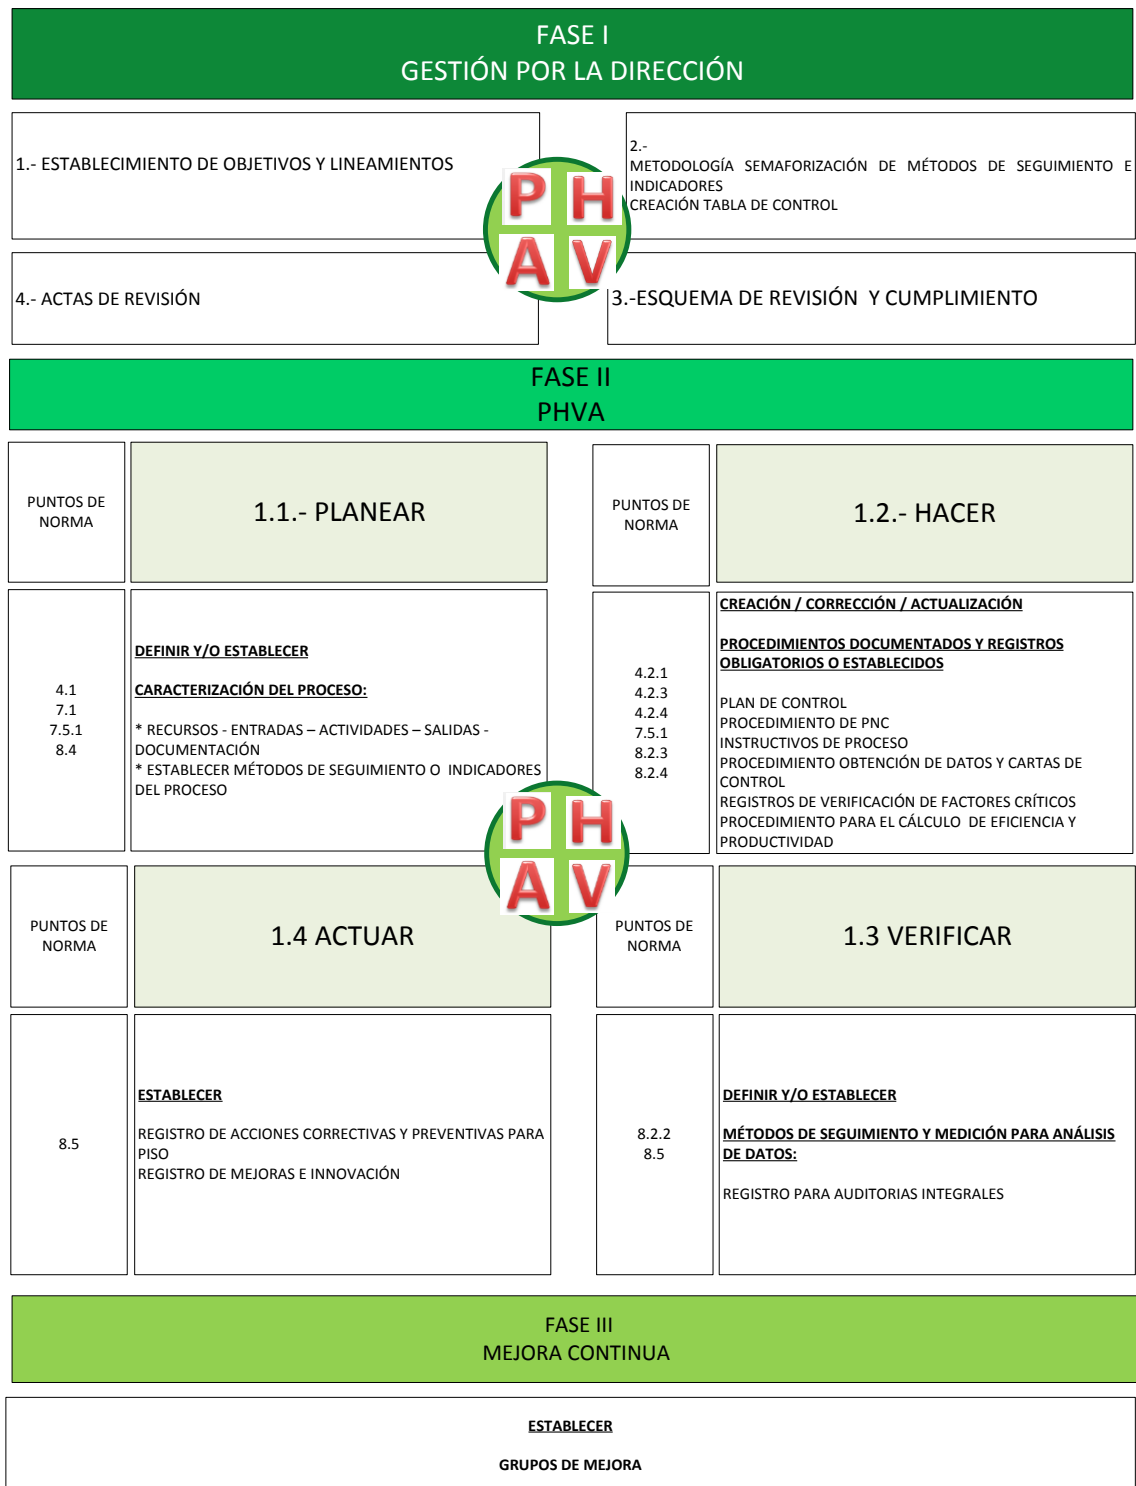 FASE I
GESTIÓN POR LA DIRECCIÓN
1.- ESTABLECIMIENTO DE OBJETIVOS Y LINEAMIENTOS
2.-
METODOLOGÍA SEMAFORIZACIÓN DE MÉTODOS DE SEGUIMIENTO E
INDICADORES
CREACIÓN TABLA DE CONTROL
P H
A V
4.- ACTAS DE REVISIÓN
3.-ESQUEMA DE REVISIÓN Y CUMPLIMIENTO
FASE II
PHVA
PUNTOS DE
NORMA
1.1.- PLANEAR
PUNTOS DE
NORMA
1.2.- HACER
4.1
7.1
7.5.1
8.4
DEFINIR Y/O ESTABLECER
CARACTERIZACIÓN DEL PROCESO:
* RECURSOS - ENTRADAS – ACTIVIDADES – SALIDAS -
DOCUMENTACIÓN
* ESTABLECER MÉTODOS DE SEGUIMIENTO O INDICADORES
DEL PROCESO
4.2.1
4.2.3
4.2.4
7.5.1
8.2.3
8.2.4
CREACIÓN / CORRECCIÓN / ACTUALIZACIÓN
PROCEDIMIENTOS DOCUMENTADOS Y REGISTROS
OBLIGATORIOS O ESTABLECIDOS
PLAN DE CONTROL
PROCEDIMIENTO DE PNC
INSTRUCTIVOS DE PROCESO
PROCEDIMIENTO OBTENCIÓN DE DATOS Y CARTAS DE
CONTROL
REGISTROS DE VERIFICACIÓN DE FACTORES CRÍTICOS
PROCEDIMIENTO PARA EL CÁLCULO DE EFICIENCIA Y
PRODUCTIVIDAD
P H
A V
PUNTOS DE
NORMA
1.4 ACTUAR
PUNTOS DE
NORMA
1.3 VERIFICAR
8.5
ESTABLECER
REGISTRO DE ACCIONES CORRECTIVAS Y PREVENTIVAS PARA
PISO
REGISTRO DE MEJORAS E INNOVACIÓN
8.2.2
8.5
DEFINIR Y/O ESTABLECER
MÉTODOS DE SEGUIMIENTO Y MEDICIÓN PARA ANÁLISIS
DE DATOS:
REGISTRO PARA AUDITORIAS INTEGRALES
FASE III
MEJORA CONTINUA
ESTABLECER
GRUPOS DE MEJORA